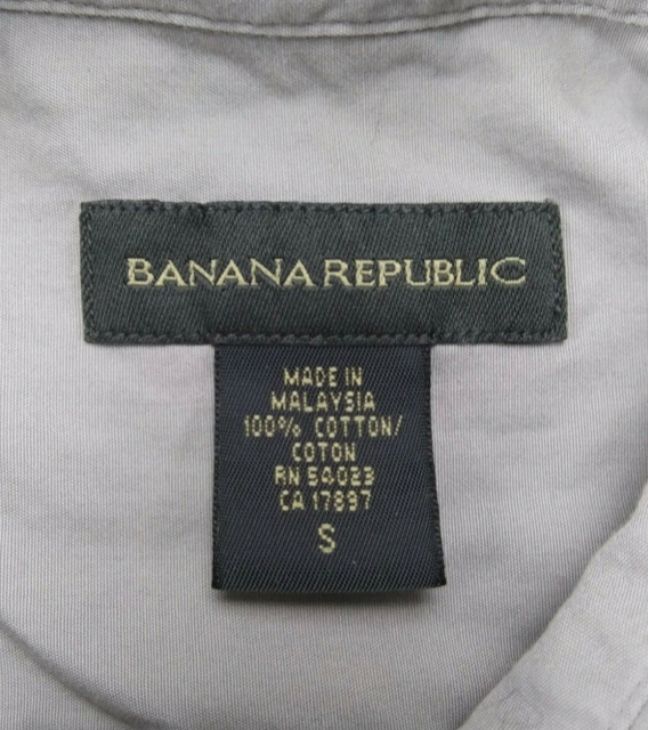 BANANA REPUBLIC
MADE IN
MALAYSIA
100% COTTON/
COTON
RN 54023
CA 17897
S